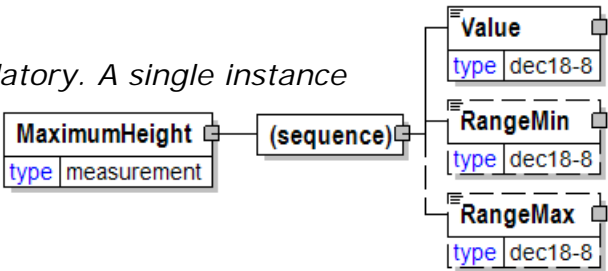 Value
type dec18-8
latory. A single instance
RangeMin
type dec18-8
MaximumHeight
type measurement
(sequence)
RangeMax
type dec18-8